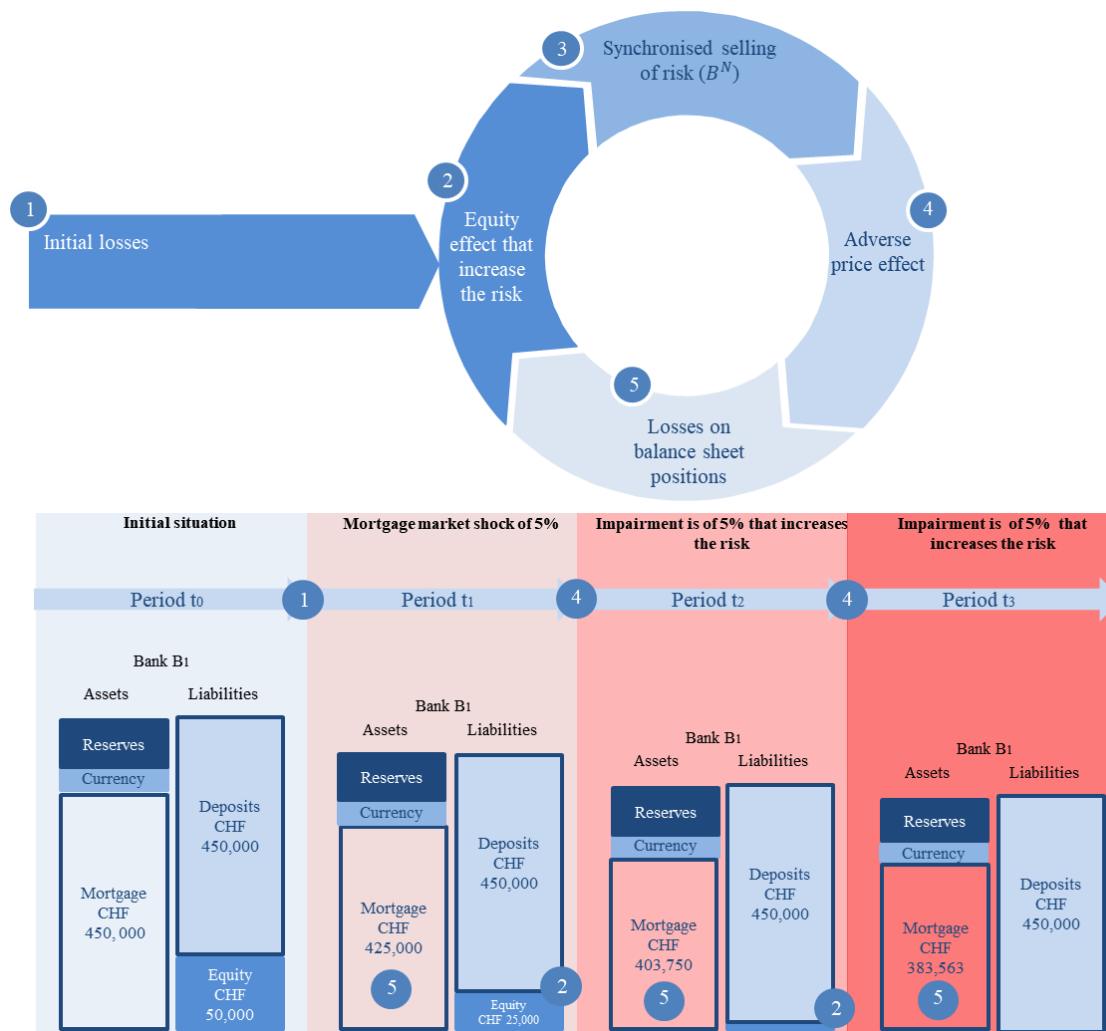 3
Synchronised selling
of risk (B^N)
2
1
4
Initial losses
Equity
effect that
increase
the risk
Adverse
price effect
5
Losses on
balance sheet
positions
Initial situation
Mortgage market shock of 5%
Impairment is of 5% that increases
the risk
Impairment is of 5% that
increases the risk
Period t0
1
Period t1
4
Period t2
4
Period t3
Bank B1
Assets
Liabilities
Reserves
Currency
Mortgage
CHF
450, 000
Deposits
CHF
450,000
Equity
CHF
50,000
Bank B1
Assets
Liabilities
Reserves
Currency
Mortgage
CHF
425,000
5
Deposits
CHF
450,000
Equity
CHF 25,000
2
Bank B1
Assets
Liabilities
Reserves
Currency
Mortgage
CHF
403,750
5
Deposits
CHF
450,000
2
Bank B1
Assets
Liabilities
Reserves
Currency
Mortgage
CHF
383,563
5
Deposits
CHF
450,000